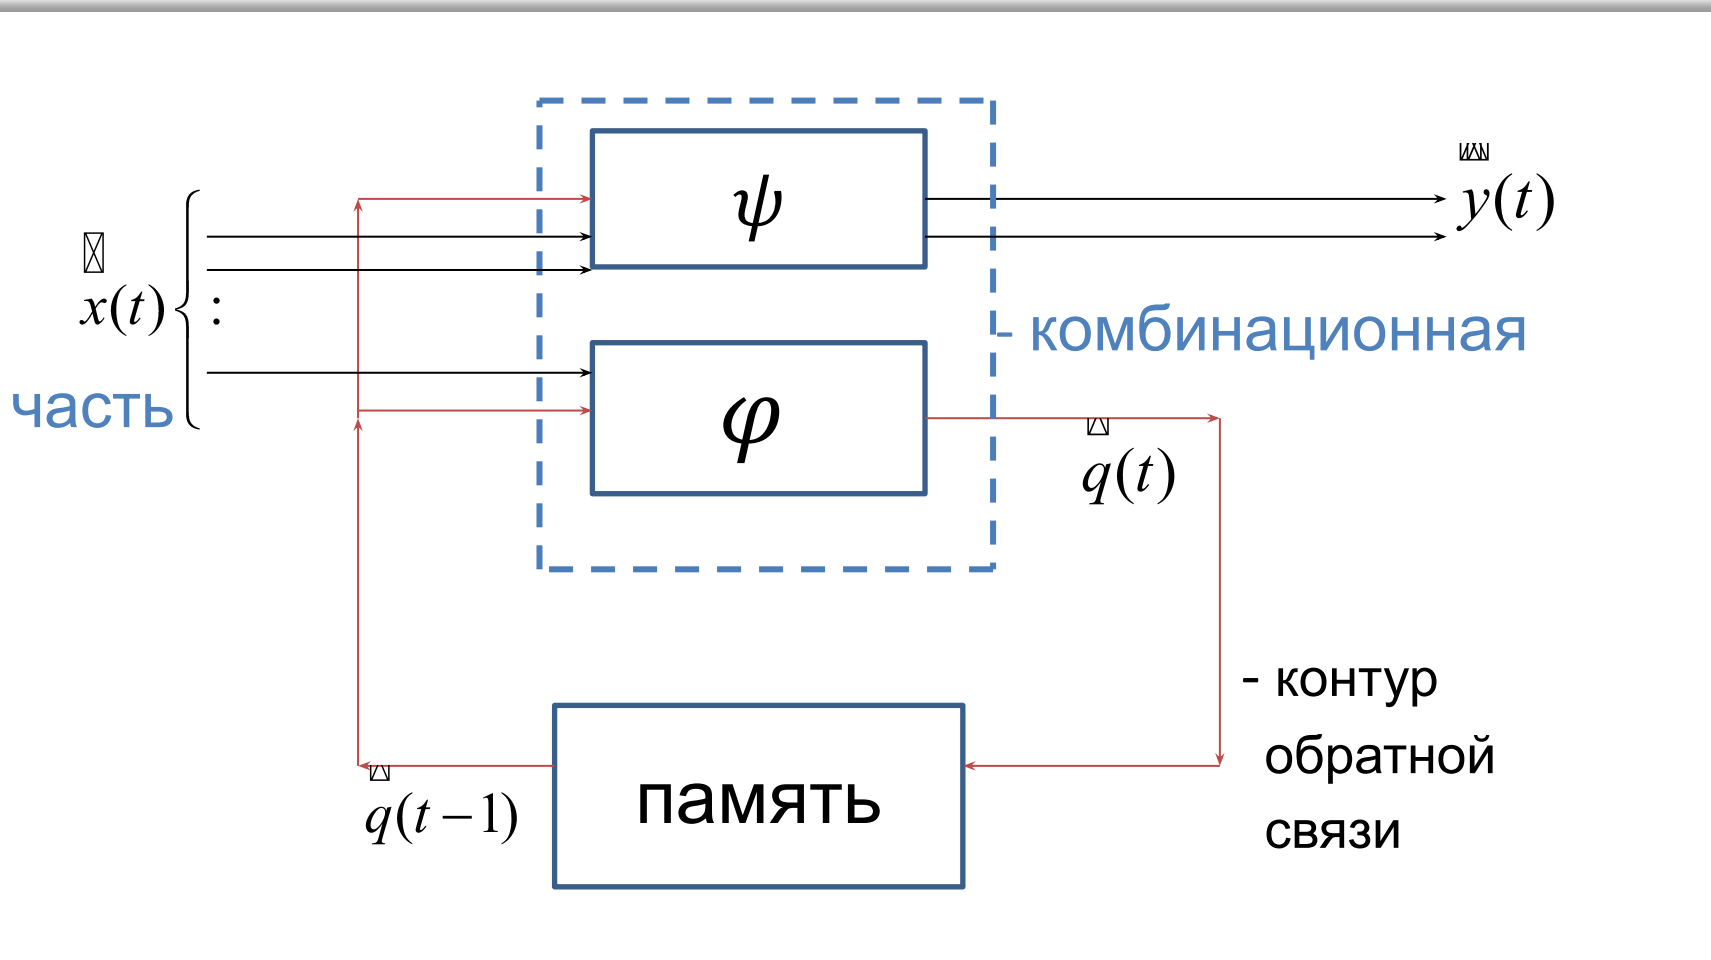 ψ
y(t)
x(t) { :
- комбинационная
часть
φ
q(t)
- контур
обратной
связи
память
q(t−1)